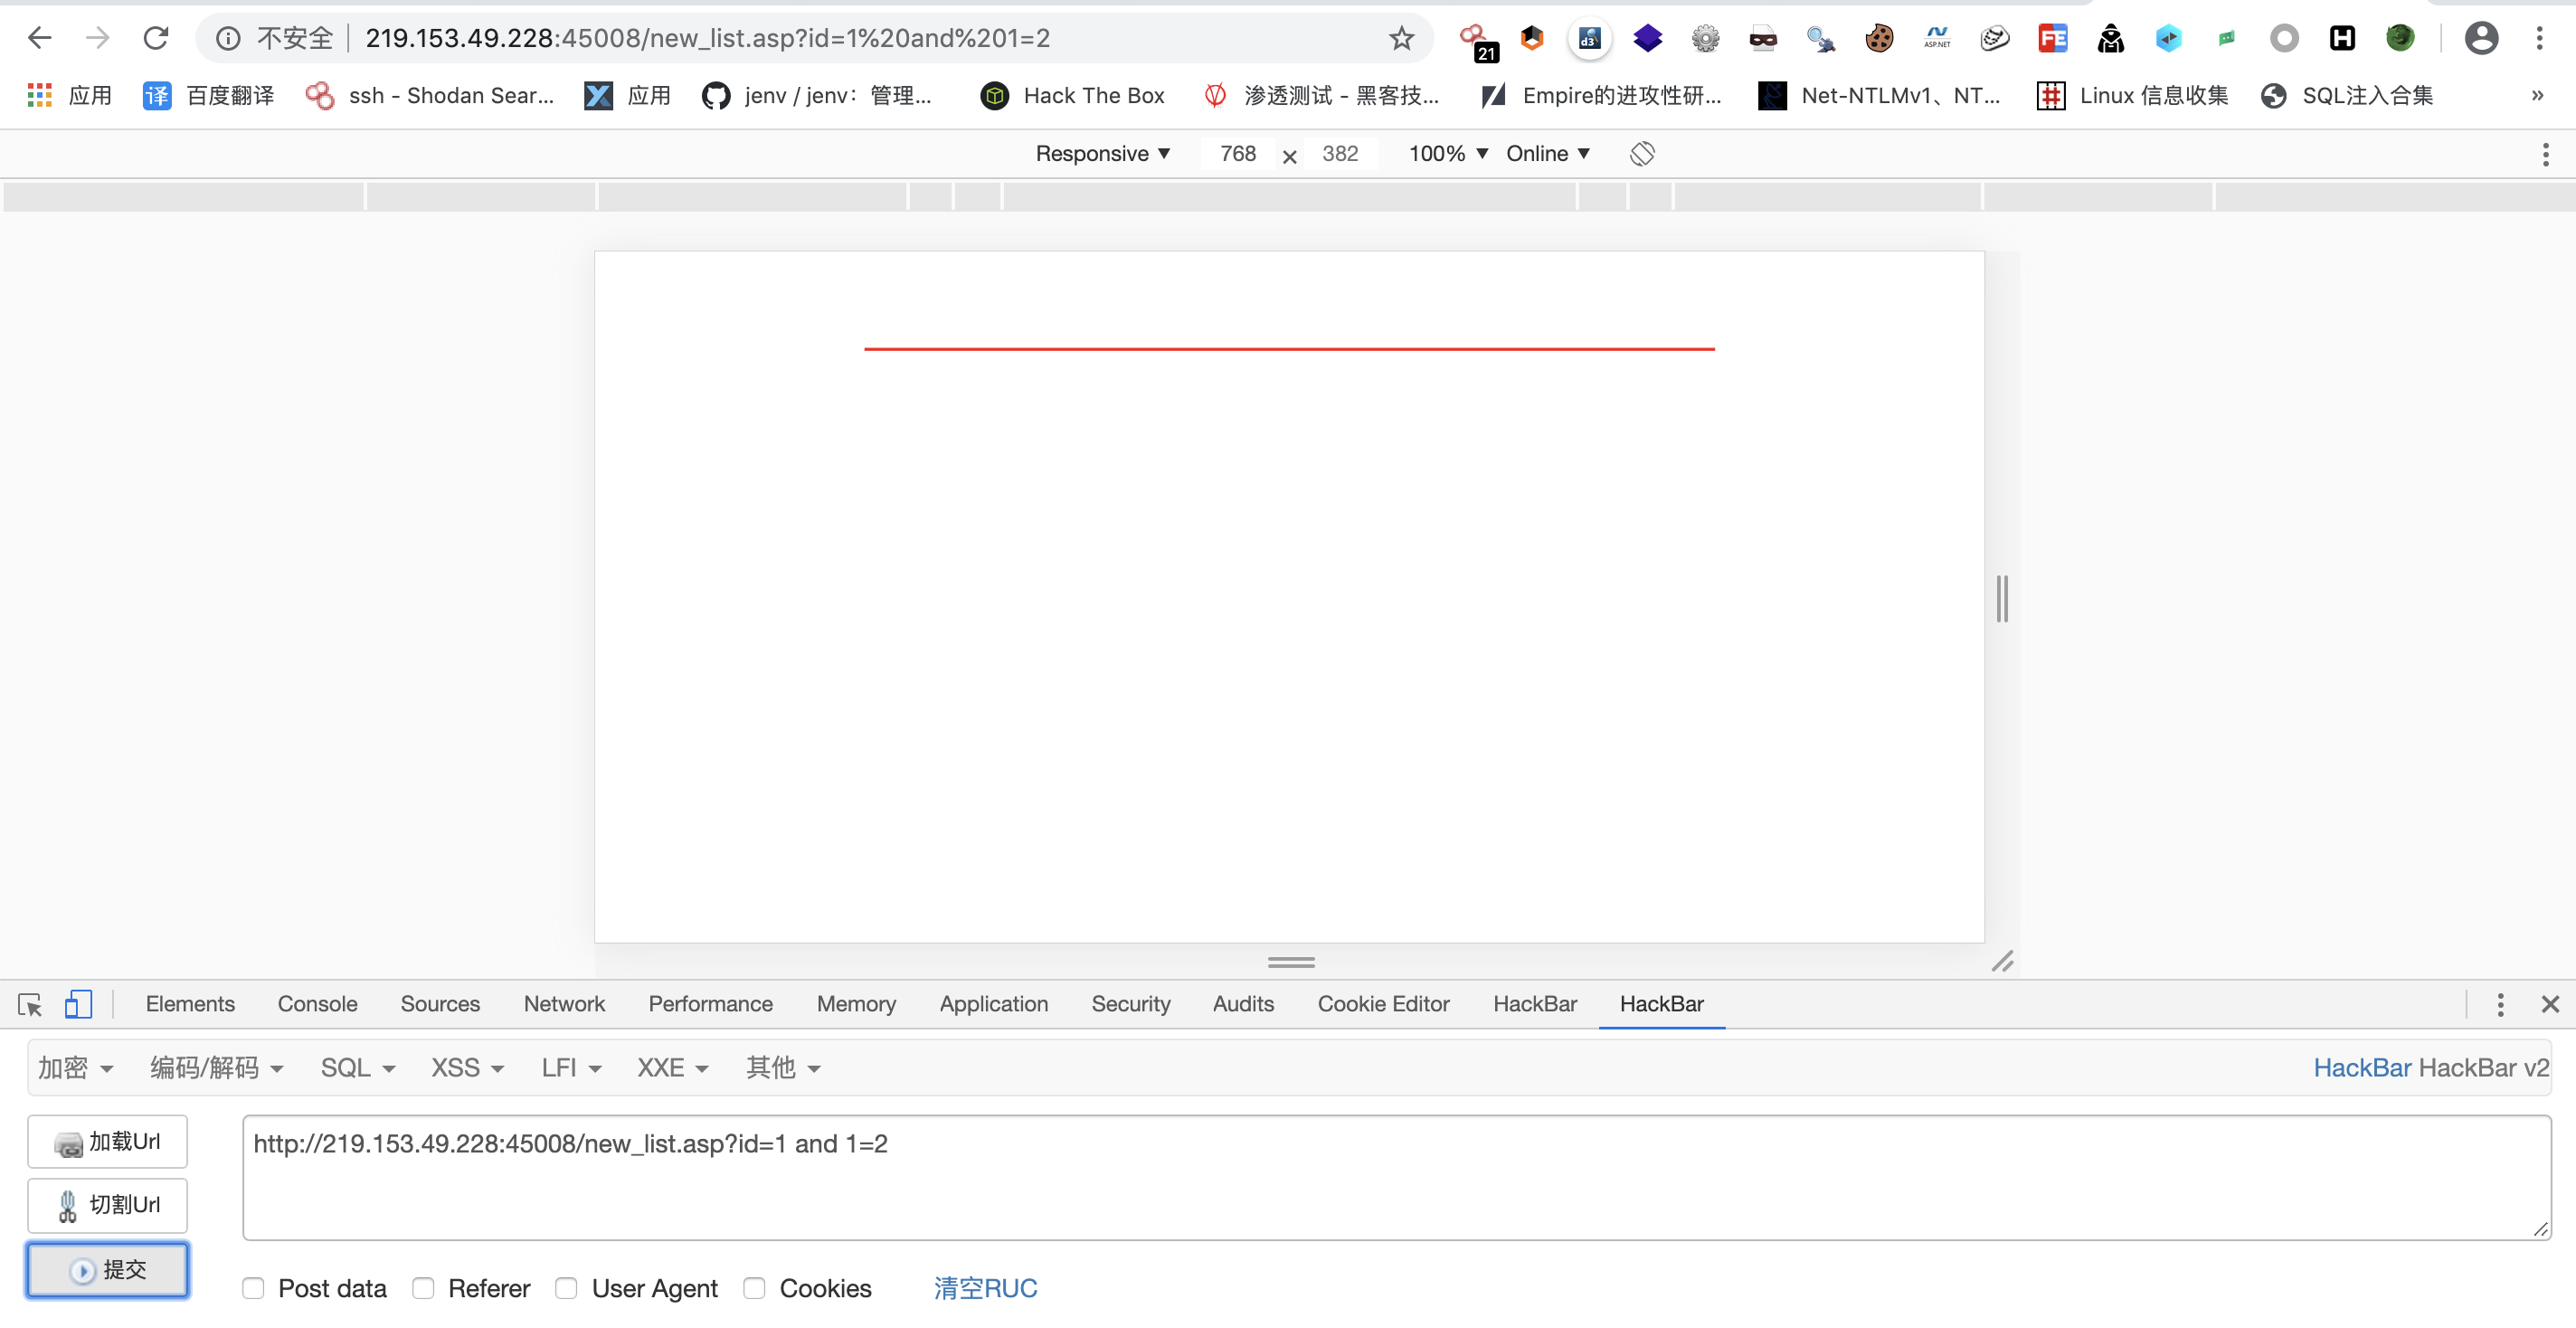 不安全 219.153.49.228:45008/new_list.asp?id=1%20and%201=2 21 d3 ASP.NET FE H
应用 译 百度翻译 ssh - Shodan Sear... 应用 jenv / jenv：管理... Hack The Box 渗透测试 - 黑客技... Empire的进攻性研... Net-NTLMv1、NT... Linux 信息收集 SQL注入合集 »
Responsive ▼ 768 × 382 100% ▼ Online ▼
Elements Console Sources Network Performance Memory Application Security Audits Cookie Editor HackBar HackBar
加密 编码/解码 SQL XSS LFI XXE 其他 HackBar HackBar v2
加载Url http://219.153.49.228:45008/new_list.asp?id=1 and 1=2
切割Url
提交
Post data Referer User Agent Cookies 清空RUC